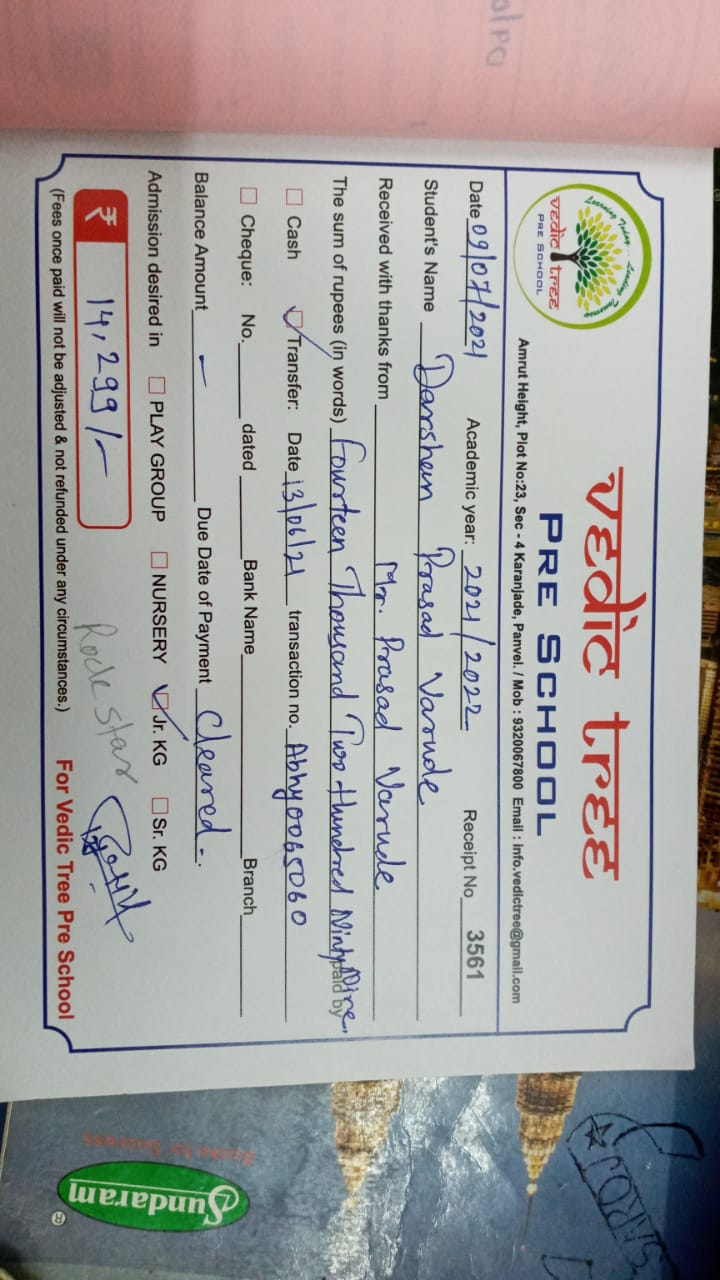 Learning Today... Leading Tomorrow
vedic tree
PRE SCHOOL
vedic tree
PRE SCHOOL
Amrut Height, Plot No:23, Sec - 4 Karanjade, Panvel. / Mob : 9320067800 Email : info.vedictree@gmail.com
Date 09/07/2021 Academic year: 2021/2022 Receipt No 3561
Student's Name Darshan Prasad Varude
Received with thanks from Mr. Prasad Varude
The sum of rupees (in words) Fourteen Thousand Two Hundred Ninty Nine. paid by
Cash Transfer: Date 13/06/21 transaction no. Abhy0065060
Cheque: No. dated Bank Name Branch
Balance Amount - Due Date of Payment Cleared.
Admission desired in PLAY GROUP NURSERY Jr. KG Sr. KG
₹ 14,299/-
Rock Star
(Fees once paid will not be adjusted & not refunded under any circumstances.) For Vedic Tree Pre School
Sundaram
Books for Success
SAROJ